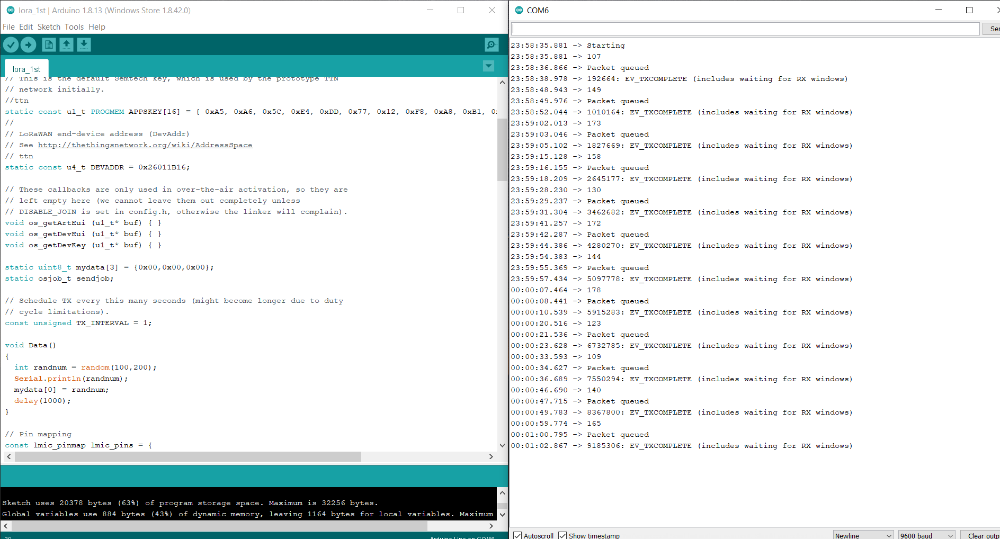 lora_1st | Arduino 1.8.13 (Windows Store 1.8.42.0)
File Edit Sketch Tools Help
lora_1st
// This is the default Semtech key, which is used by the prototype TTN
// network initially.
//ttn
static const u1_t PROGMEM APPSKEY[16] = { 0xA5, 0xA6, 0x5C, 0xE4, 0xDD, 0x77, 0x12, 0xF8, 0xA8, 0xB1, 0
//
// LoRaWAN end-device address (DevAddr)
// See http://thethingsnetwork.org/wiki/AddressSpace
// ttn
static const u4_t DEVADDR = 0x26011B16;
// These callbacks are only used in over-the-air activation, so they are
// left empty here (we cannot leave them out completely unless
// DISABLE_JOIN is set in config.h, otherwise the linker will complain).
void os_getArtEui (u1_t* buf) { }
void os_getDevEui (u1_t* buf) { }
void os_getDevKey (u1_t* buf) { }
static uint8_t mydata[3] = {0x00,0x00,0x00};
static osjob_t sendjob;
// Schedule TX every this many seconds (might become longer due to duty
// cycle limitations).
const unsigned TX_INTERVAL = 1;
void Data()
{
int randnum = random(100,200);
Serial.println(randnum);
mydata[0] = randnum;
delay(1000);
}
// Pin mapping
const lmic_pinmap lmic_pins = {
Sketch uses 20378 bytes (63%) of program storage space. Maximum is 32256 bytes.
Global variables use 884 bytes (43%) of dynamic memory, leaving 1164 bytes for local variables. Maximum
Arduino Uno on COM6
COM6
23:58:35.881 -> Starting
23:58:35.881 -> 107
23:58:36.866 -> Packet queued
23:58:38.978 -> 192664: EV_TXCOMPLETE (includes waiting for RX windows)
23:58:48.943 -> 149
23:58:49.976 -> Packet queued
23:58:52.044 -> 1010164: EV_TXCOMPLETE (includes waiting for RX windows)
23:59:02.013 -> 173
23:59:03.046 -> Packet queued
23:59:05.102 -> 1827669: EV_TXCOMPLETE (includes waiting for RX windows)
23:59:15.128 -> 158
23:59:16.155 -> Packet queued
23:59:18.209 -> 2645177: EV_TXCOMPLETE (includes waiting for RX windows)
23:59:28.230 -> 130
23:59:29.237 -> Packet queued
23:59:31.304 -> 3462682: EV_TXCOMPLETE (includes waiting for RX windows)
23:59:41.257 -> 172
23:59:42.287 -> Packet queued
23:59:44.386 -> 4280270: EV_TXCOMPLETE (includes waiting for RX windows)
23:59:54.383 -> 144
23:59:55.369 -> Packet queued
23:59:57.434 -> 5097778: EV_TXCOMPLETE (includes waiting for RX windows)
00:00:07.464 -> 178
00:00:08.441 -> Packet queued
00:00:10.539 -> 5915283: EV_TXCOMPLETE (includes waiting for RX windows)
00:00:20.516 -> 123
00:00:21.536 -> Packet queued
00:00:23.628 -> 6732785: EV_TXCOMPLETE (includes waiting for RX windows)
00:00:33.593 -> 109
00:00:34.627 -> Packet queued
00:00:36.689 -> 7550294: EV_TXCOMPLETE (includes waiting for RX windows)
00:00:46.690 -> 140
00:00:47.715 -> Packet queued
00:00:49.783 -> 8367800: EV_TXCOMPLETE (includes waiting for RX windows)
00:00:59.774 -> 165
00:01:00.795 -> Packet queued
00:01:02.867 -> 9185306: EV_TXCOMPLETE (includes waiting for RX windows)
Autoscroll Show timestamp Newline 9600 baud Clear outp